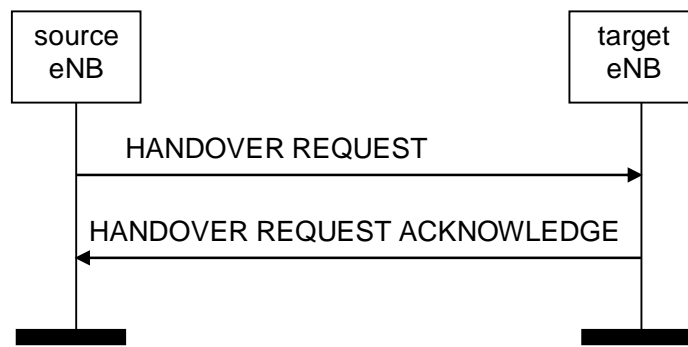 source
eNB
target
eNB
HANDOVER REQUEST
HANDOVER REQUEST ACKNOWLEDGE